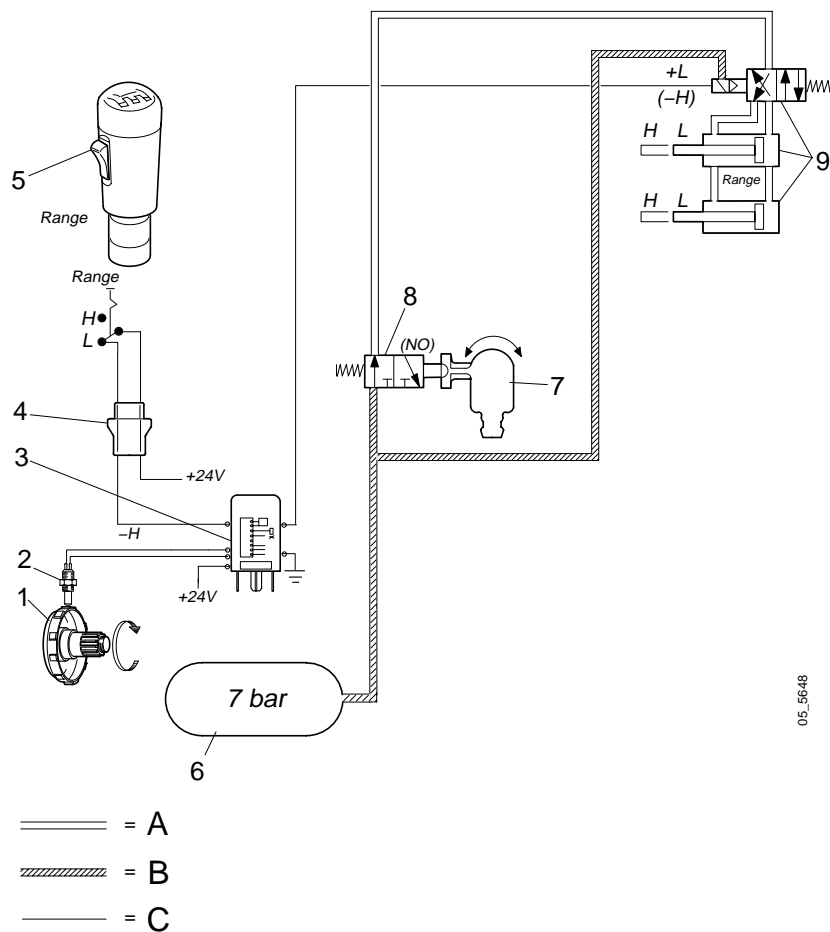 +L
(–H)
5
H L
9
Range
Range
H L
Range
H
L
8
(NO)
7
4
3
+24V
–H
2
+24V
1
7 bar
6
05_5648
= A
= B
= C